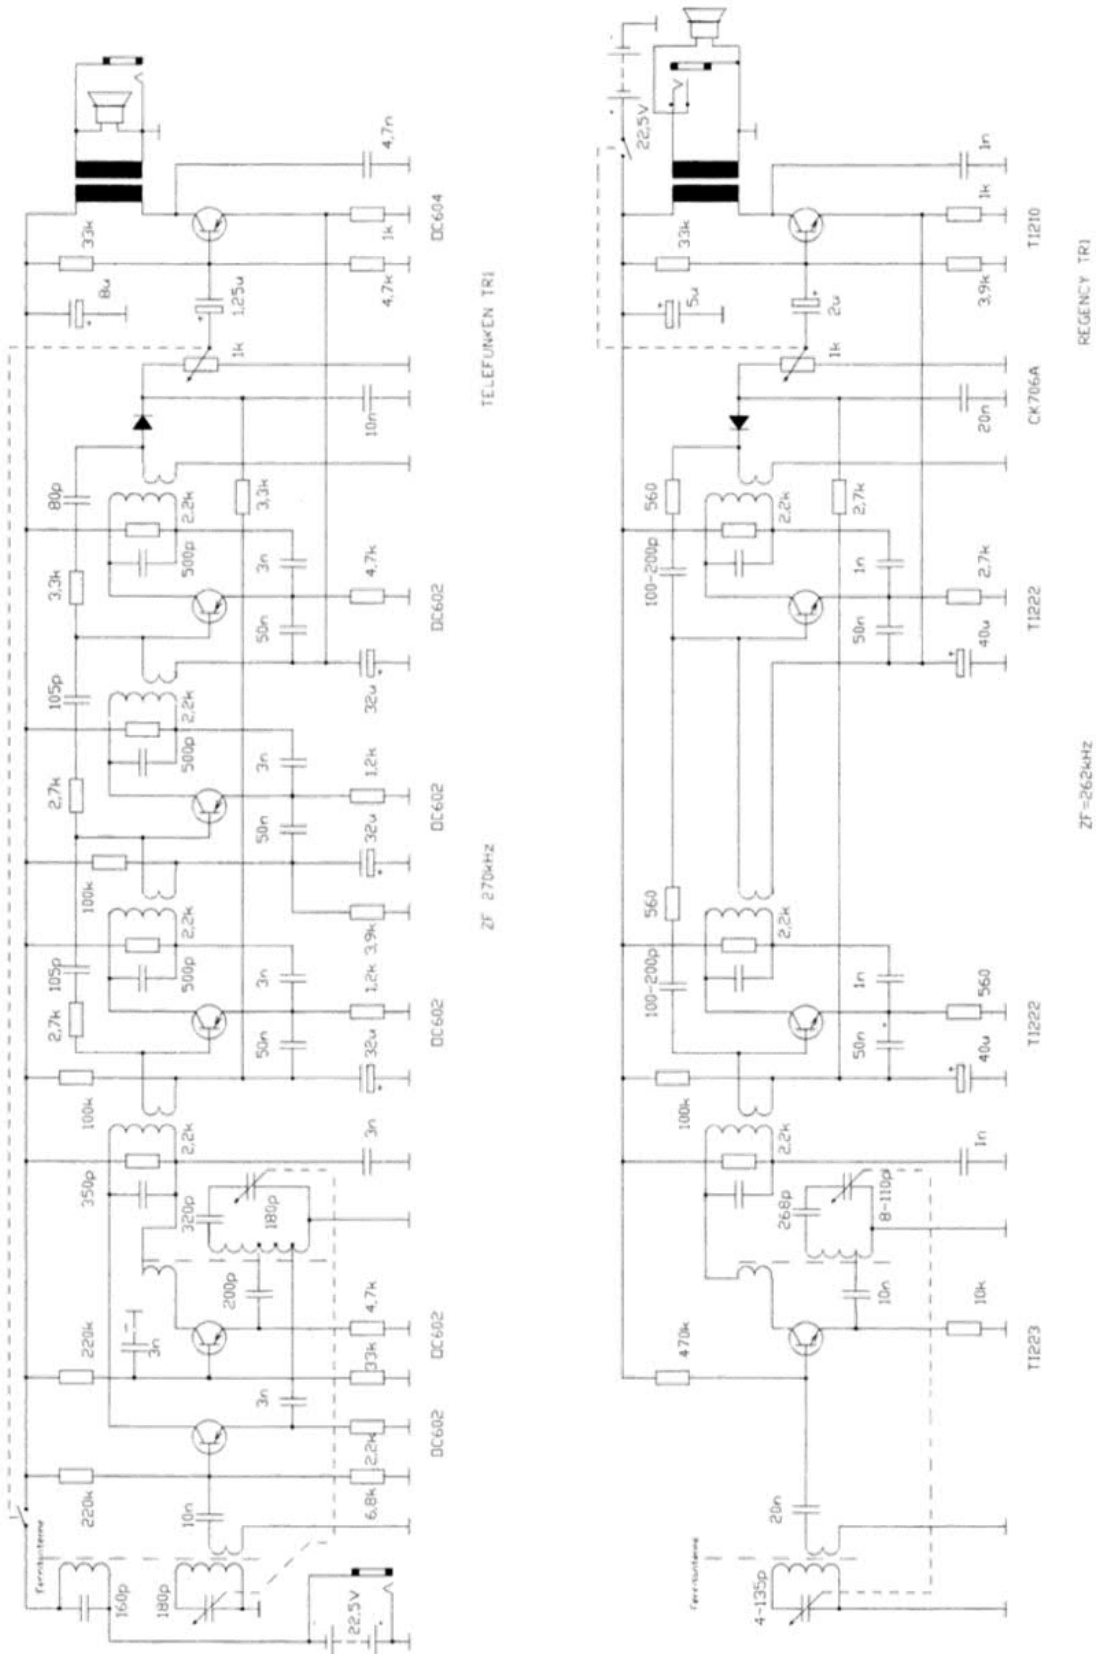 Ferritantenne
160p
220k
220k
350p
100k
2,7k
105p
100k
2,7k
105p
3,3k
80p
8u
33k
180p
10n
3n
200p
320p
2,2k
500p
2,2k
500p
2,2k
500p
2,2k
1k
1,25u
180p
3n
50n
3n
50n
3n
50n
3n
3,3k
22,5V
6,8k
2,2k
33k
4,7k
3n
32u
1,2k
3,9k
32u
1,2k
32u
4,7k
10n
4,7k
1k
4,7n
OC602
OC602
OC602
OC602
OC602
OC604
ZF 270kHz
TELEFUNKEN TR1
22,5V
Ferritantenne
470k
100k
100-200p
560
100-200p
560
5u
33k
4-135p
20n
268p
2,2k
2,2k
2,2k
1k
2u
10n
8-110p
50n
1n
50n
1n
2,7k
10k
1n
40u
560
40u
2,7k
20n
3,9k
1k
1n
TI223
TI222
TI222
CK706A
TI210
ZF=262kHz
REGENCY TR1